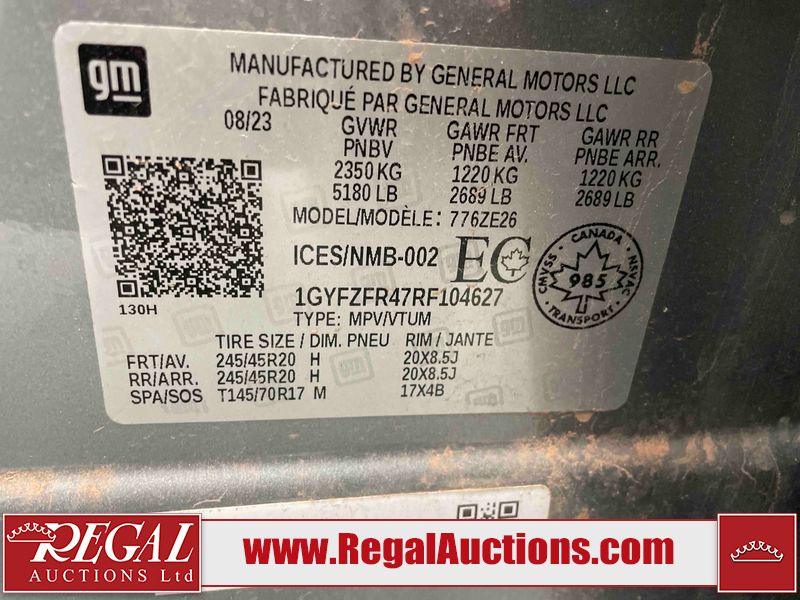 gm
MANUFACTURED BY GENERAL MOTORS LLC
FABRIQUÉ PAR GENERAL MOTORS LLC
08/23 GVWR GAWR FRT GAWR RR
PNBV PNBE AV. PNBE ARR.
2350 KG 1220 KG 1220 KG
5180 LB 2689 LB 2689 LB
MODEL/MODÈLE: 776ZE26
ICES/NMB-002 EC
CANADA
CMVSS 985 NSVAC
TRANSPORT
130H
1GYFZFR47RF104627
TYPE: MPV/VTUM
TIRE SIZE / DIM. PNEU RIM / JANTE
FRT/AV. 245/45R20 H 20X8.5J
RR/ARR. 245/45R20 H 20X8.5J
SPA/SOS T145/70R17 M 17X4B
REGAL
AUCTIONS Ltd
www.RegalAuctions.com